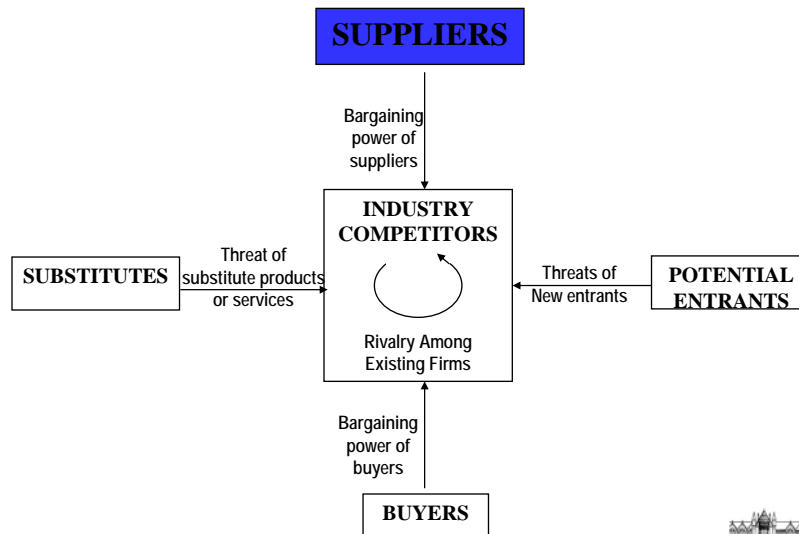 SUPPLIERS
Bargaining
power of
suppliers
INDUSTRY
COMPETITORS
SUBSTITUTES
Threat of
substitute products
or services
Threats of
New entrants
POTENTIAL
ENTRANTS
Rivalry Among
Existing Firms
Bargaining
power of
buyers
BUYERS